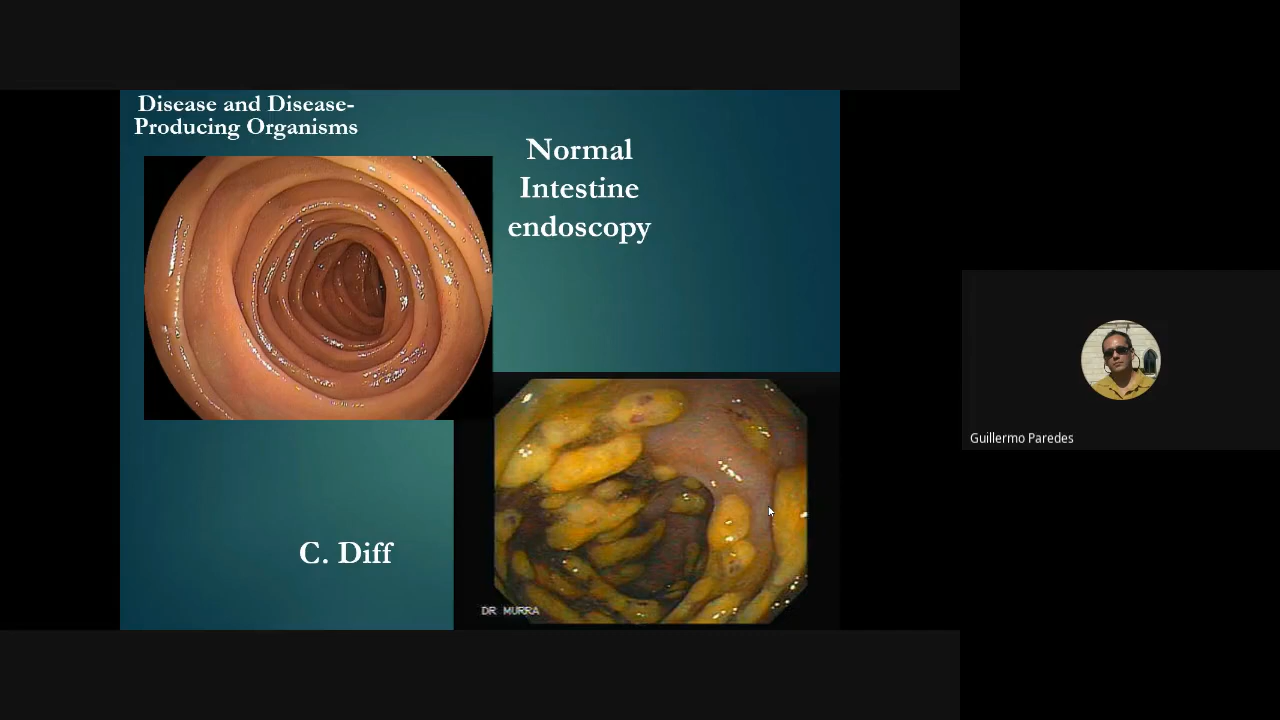 Disease and Disease-
Producing Organisms
Normal
Intestine
endoscopy
C. Diff
DR MURRA
Guillermo Paredes